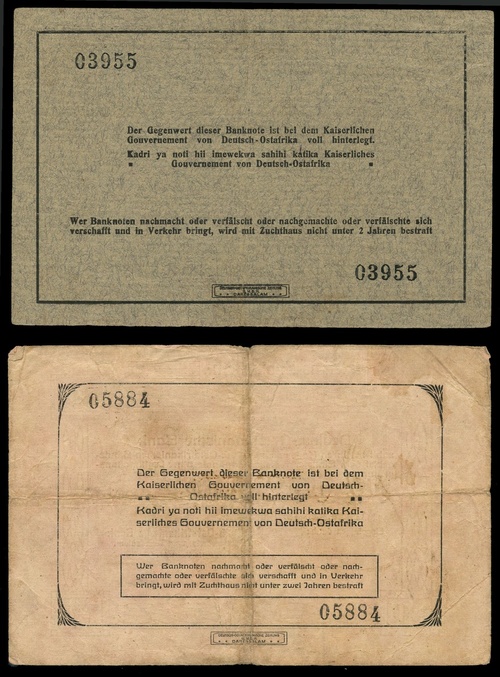 03955
Der Gegenwert dieser Banknote ist bei dem Kaiserlichen
Gouvernement von Deutsch-Ostafrika voll hinterlegt.
Kadri ya noti hii imewekwa sahihi katika Kaiserliches
Gouvernement von Deutsch-Ostafrika
Wer Banknoten nachmacht oder verfälscht oder nachgemachte oder verfälschte sich
verschafft und in Verkehr bringt, wird mit Zuchthaus nicht unter 2 Jahren bestraft
03955
DARESSALAM
05884
Der Gegenwert dieser Banknote ist bei dem
Kaiserlichen Gouvernement von Deutsch-
Ostafrika voll hinterlegt
Kadri ya noti hii imewekwa sahihi katika Kai-
serliches Gouvernement von Deutsch-Ostafrika
Wer Banknoten nachmacht oder verfälscht oder nach-
gemachte oder verfälschte sich verschafft und in Verkehr
bringt, wird mit Zuchthaus nicht unter zwei Jahren bestraft
05884
DARESSALAM